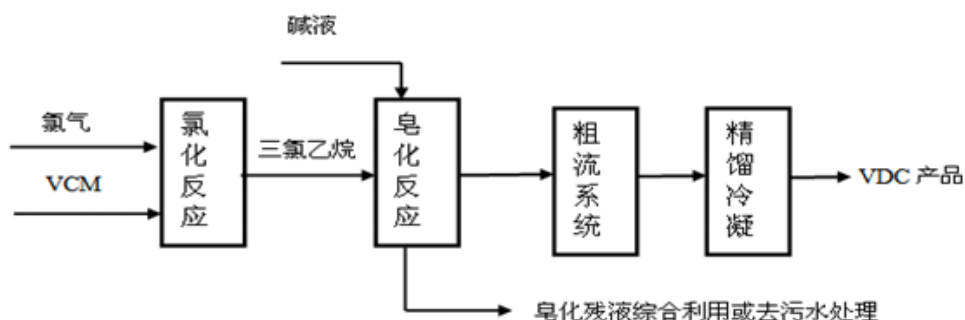 碱液
氯气
VCM
氯化反应
三氯乙烷
皂化反应
粗流系统
精馏冷凝
VDC 产品
皂化残液综合利用或去污水处理